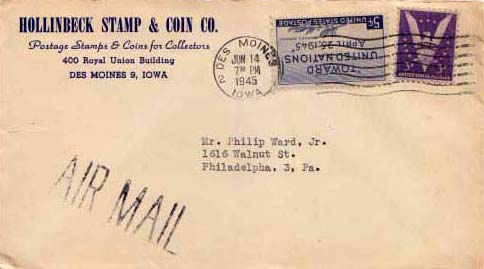 HOLLINBECK STAMP & COIN CO.
Postage Stamps & Coins for Collectors
400 Royal Union Building
DES MOINES 9, IOWA
2 DES MOINES
JUN 14
7 PM
1945
IOWA
5¢ UNITED STATES POSTAGE
"TOWARD
UNITED NATIONS
APRIL 25, 1945"
Mr. Philip Ward, Jr.
1616 Walnut St.
Philadelpha, 3, Pa.
AIR MAIL